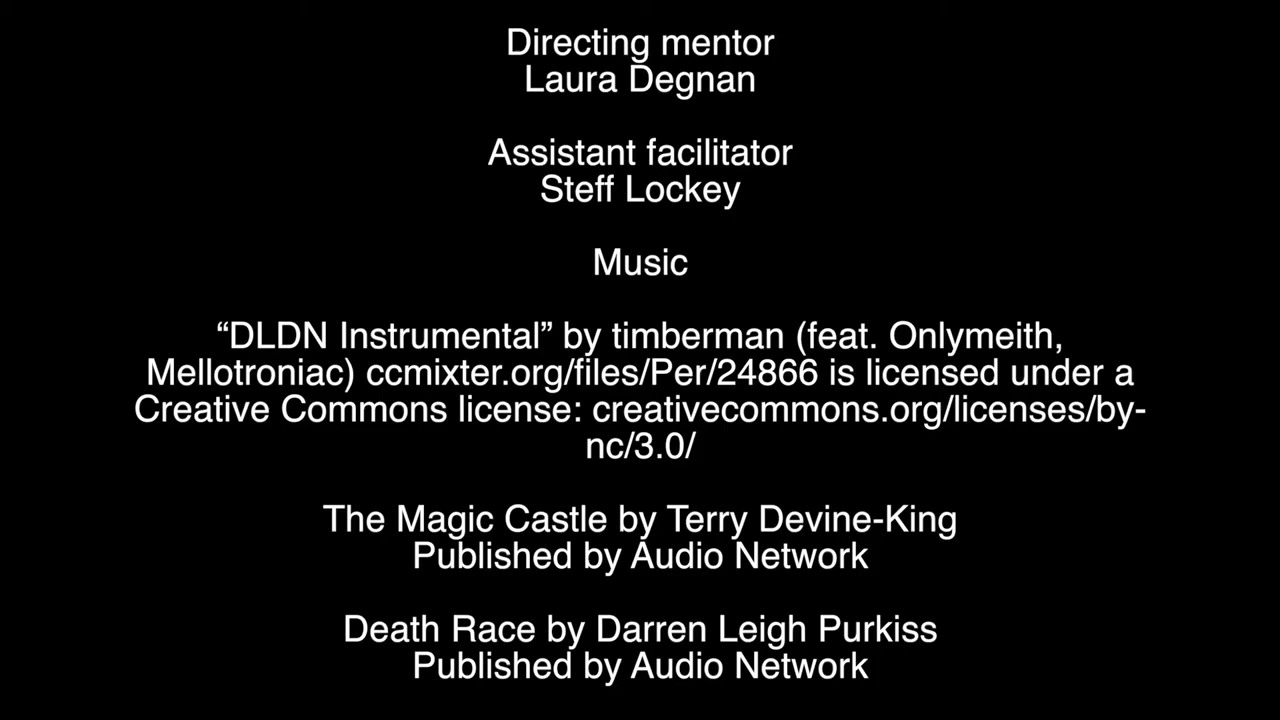 Directing mentor
Laura Degnan
Assistant facilitator
Steff Lockey
Music
“DLDN Instrumental” by timberman (feat. Onlymeith,
Mellotroniac) ccmixter.org/files/Per/24866 is licensed under a
Creative Commons license: creativecommons.org/licenses/by-
nc/3.0/
The Magic Castle by Terry Devine-King
Published by Audio Network
Death Race by Darren Leigh Purkiss
Published by Audio Network